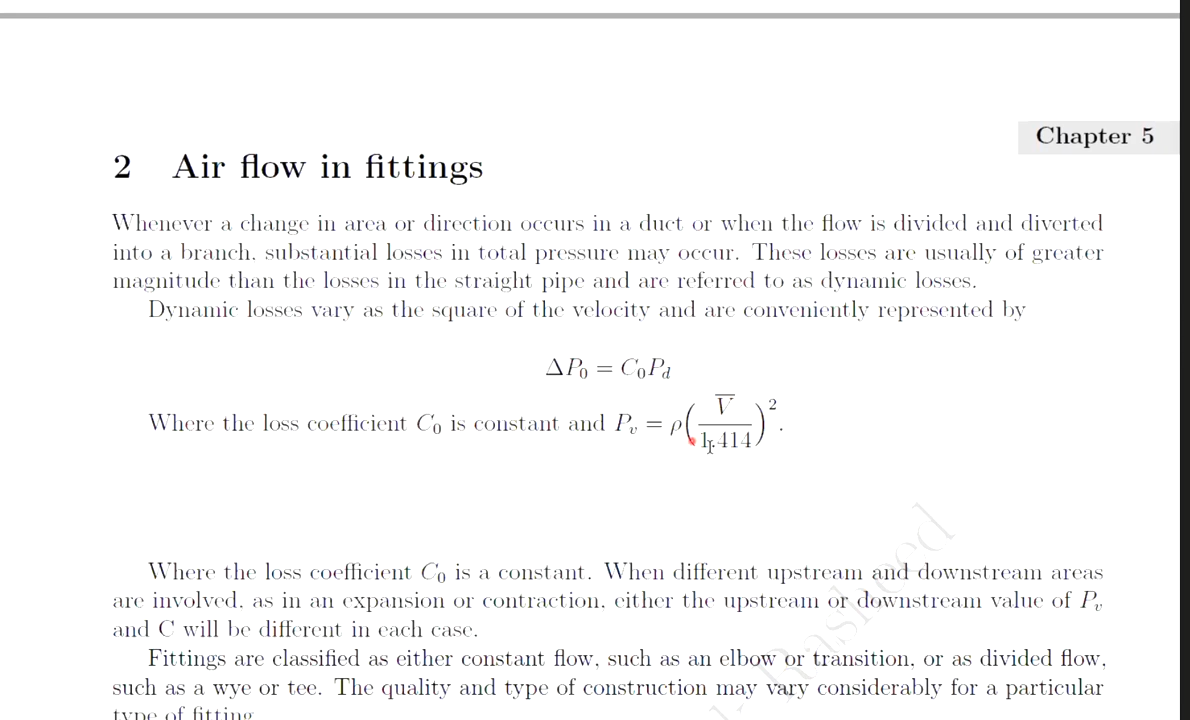 Chapter 5
2 Air flow in fittings
Whenever a change in area or direction occurs in a duct or when the flow is divided and diverted
into a branch, substantial losses in total pressure may occur. These losses are usually of greater
magnitude than the losses in the straight pipe and are referred to as dynamic losses.
Dynamic losses vary as the square of the velocity and are conveniently represented by
ΔP₀ = C₀P_d
Where the loss coefficient C₀ is constant and P_v = ρ(V̅/1.414)².
Where the loss coefficient C₀ is a constant. When different upstream and downstream areas
are involved, as in an expansion or contraction, either the upstream or downstream value of P_v
and C will be different in each case.
Fittings are classified as either constant flow, such as an elbow or transition, or as divided flow,
such as a wye or tee. The quality and type of construction may vary considerably for a particular
type of fitting
Rasheed